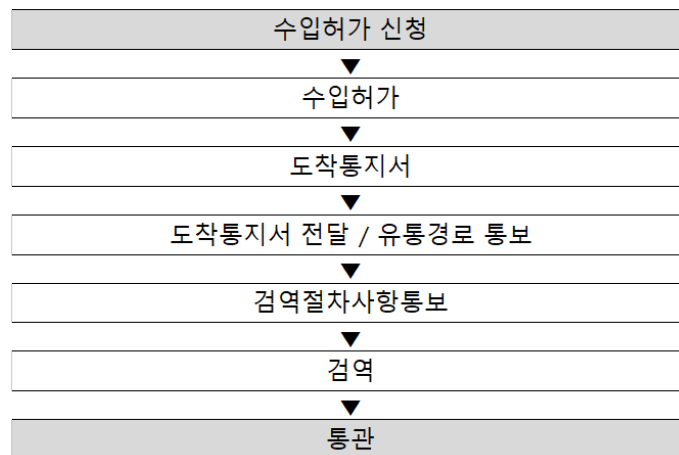 수입허가 신청
▼
수입허가
▼
도착통지서
▼
도착통지서 전달 / 유통경로 통보
▼
검역절차사항통보
▼
검역
▼
통관